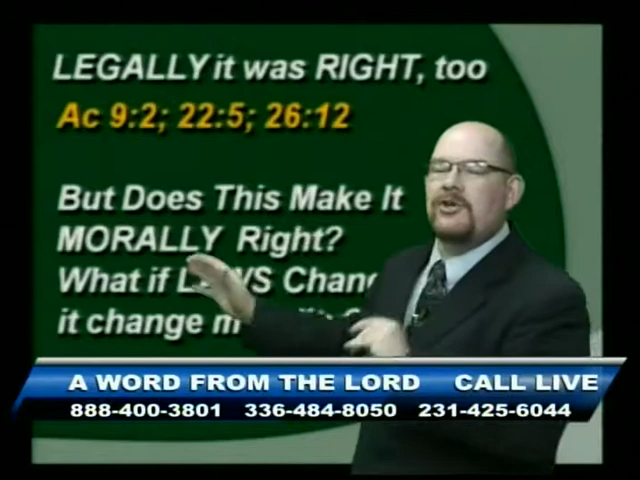 LEGALLY it was RIGHT, too
Ac 9:2; 22:5; 26:12
But Does This Make It
MORALLY Right?
What if
it change
A WORD FROM THE LORD CALL LIVE
888-400-3801 336-484-8050 231-425-6044